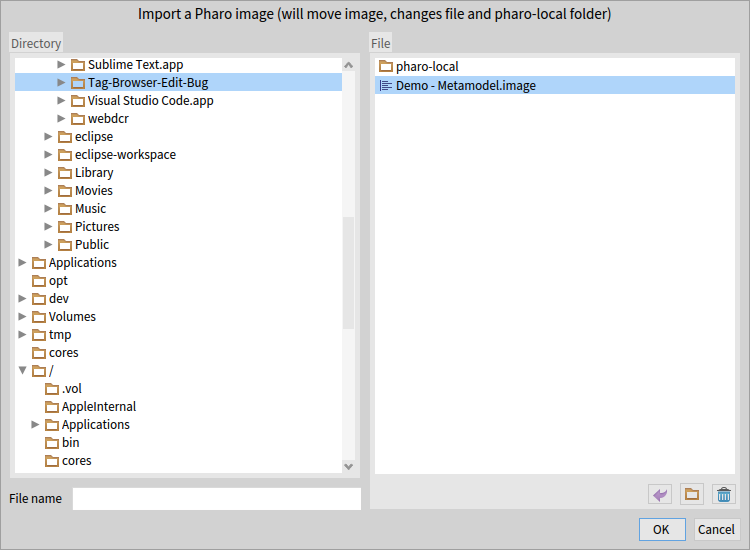 Import a Pharo image (will move image, changes file and pharo-local folder)
Directory
Sublime Text.app
Tag-Browser-Edit-Bug
Visual Studio Code.app
webdcr
eclipse
eclipse-workspace
Library
Movies
Music
Pictures
Public
Applications
opt
dev
Volumes
tmp
cores
/
.vol
AppleInternal
Applications
bin
cores
File name
File
pharo-local
Demo - Metamodel.image
OK
Cancel